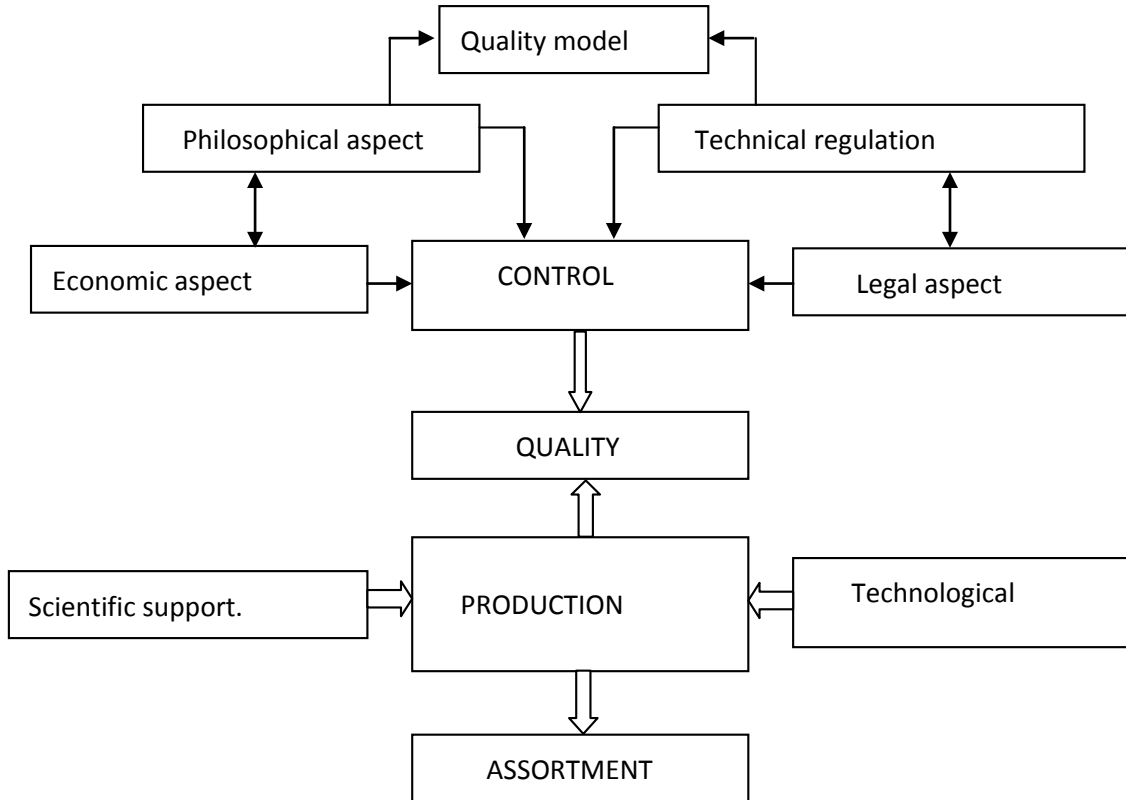 Quality model
Philosophical aspect
Technical regulation
Economic aspect
CONTROL
Legal aspect
QUALITY
Scientific support.
PRODUCTION
Technological
ASSORTMENT